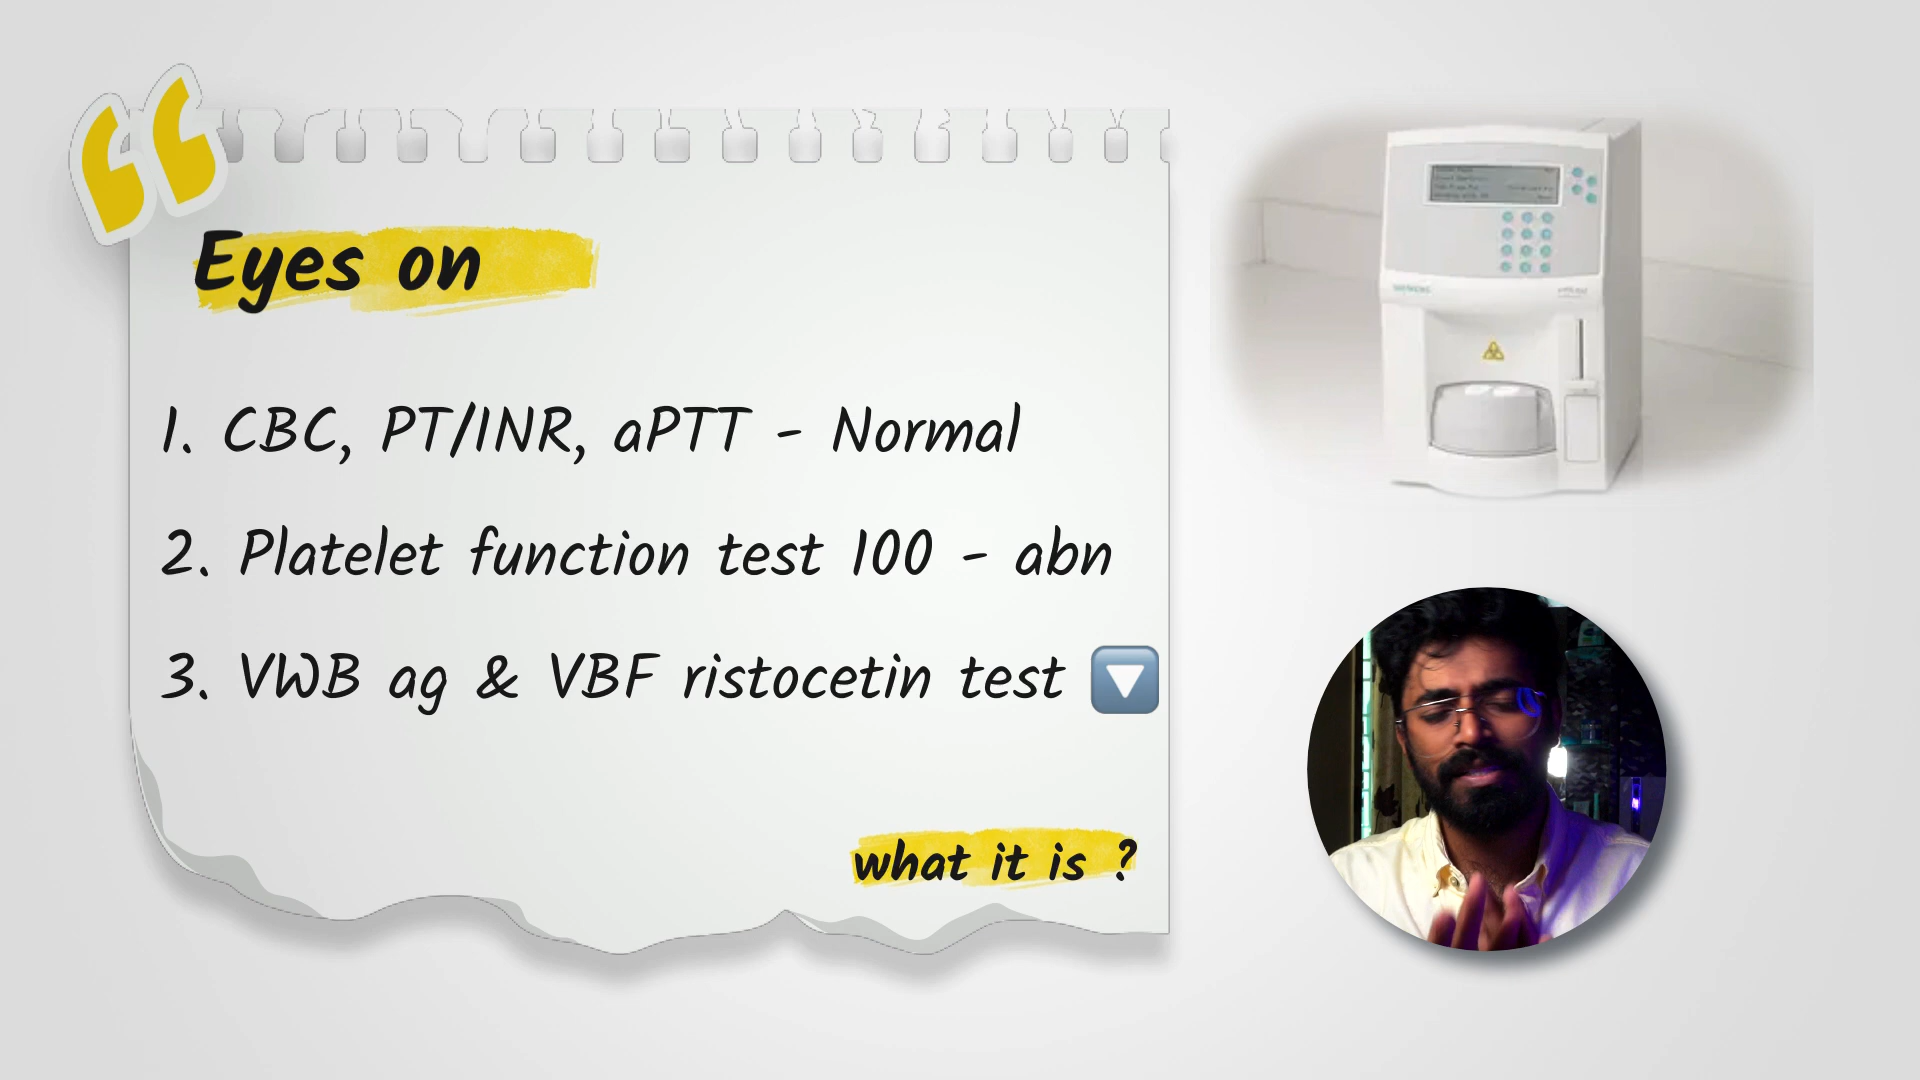 Eyes on
1. CBC, PT/INR, aPTT - Normal
2. Platelet function test 100 - abn
3. VWB ag & VBF ristocetin test 🔽
what it is ?
SIEMENS